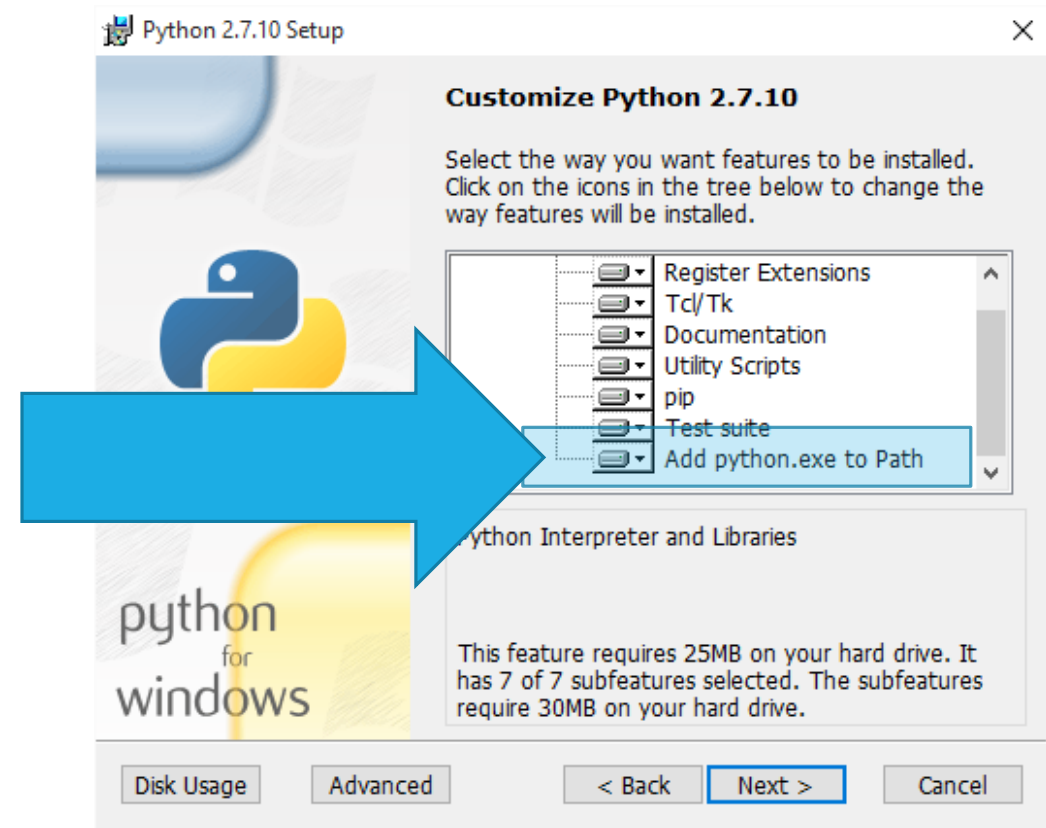 Python 2.7.10 Setup
Customize Python 2.7.10
Select the way you want features to be installed.
Click on the icons in the tree below to change the
way features will be installed.
Register Extensions
Tcl/Tk
Documentation
Utility Scripts
pip
Test suite
Add python.exe to Path
Python Interpreter and Libraries
This feature requires 25MB on your hard drive. It
has 7 of 7 subfeatures selected. The subfeatures
require 30MB on your hard drive.
python
for
windows
Disk Usage
Advanced
< Back
Next >
Cancel